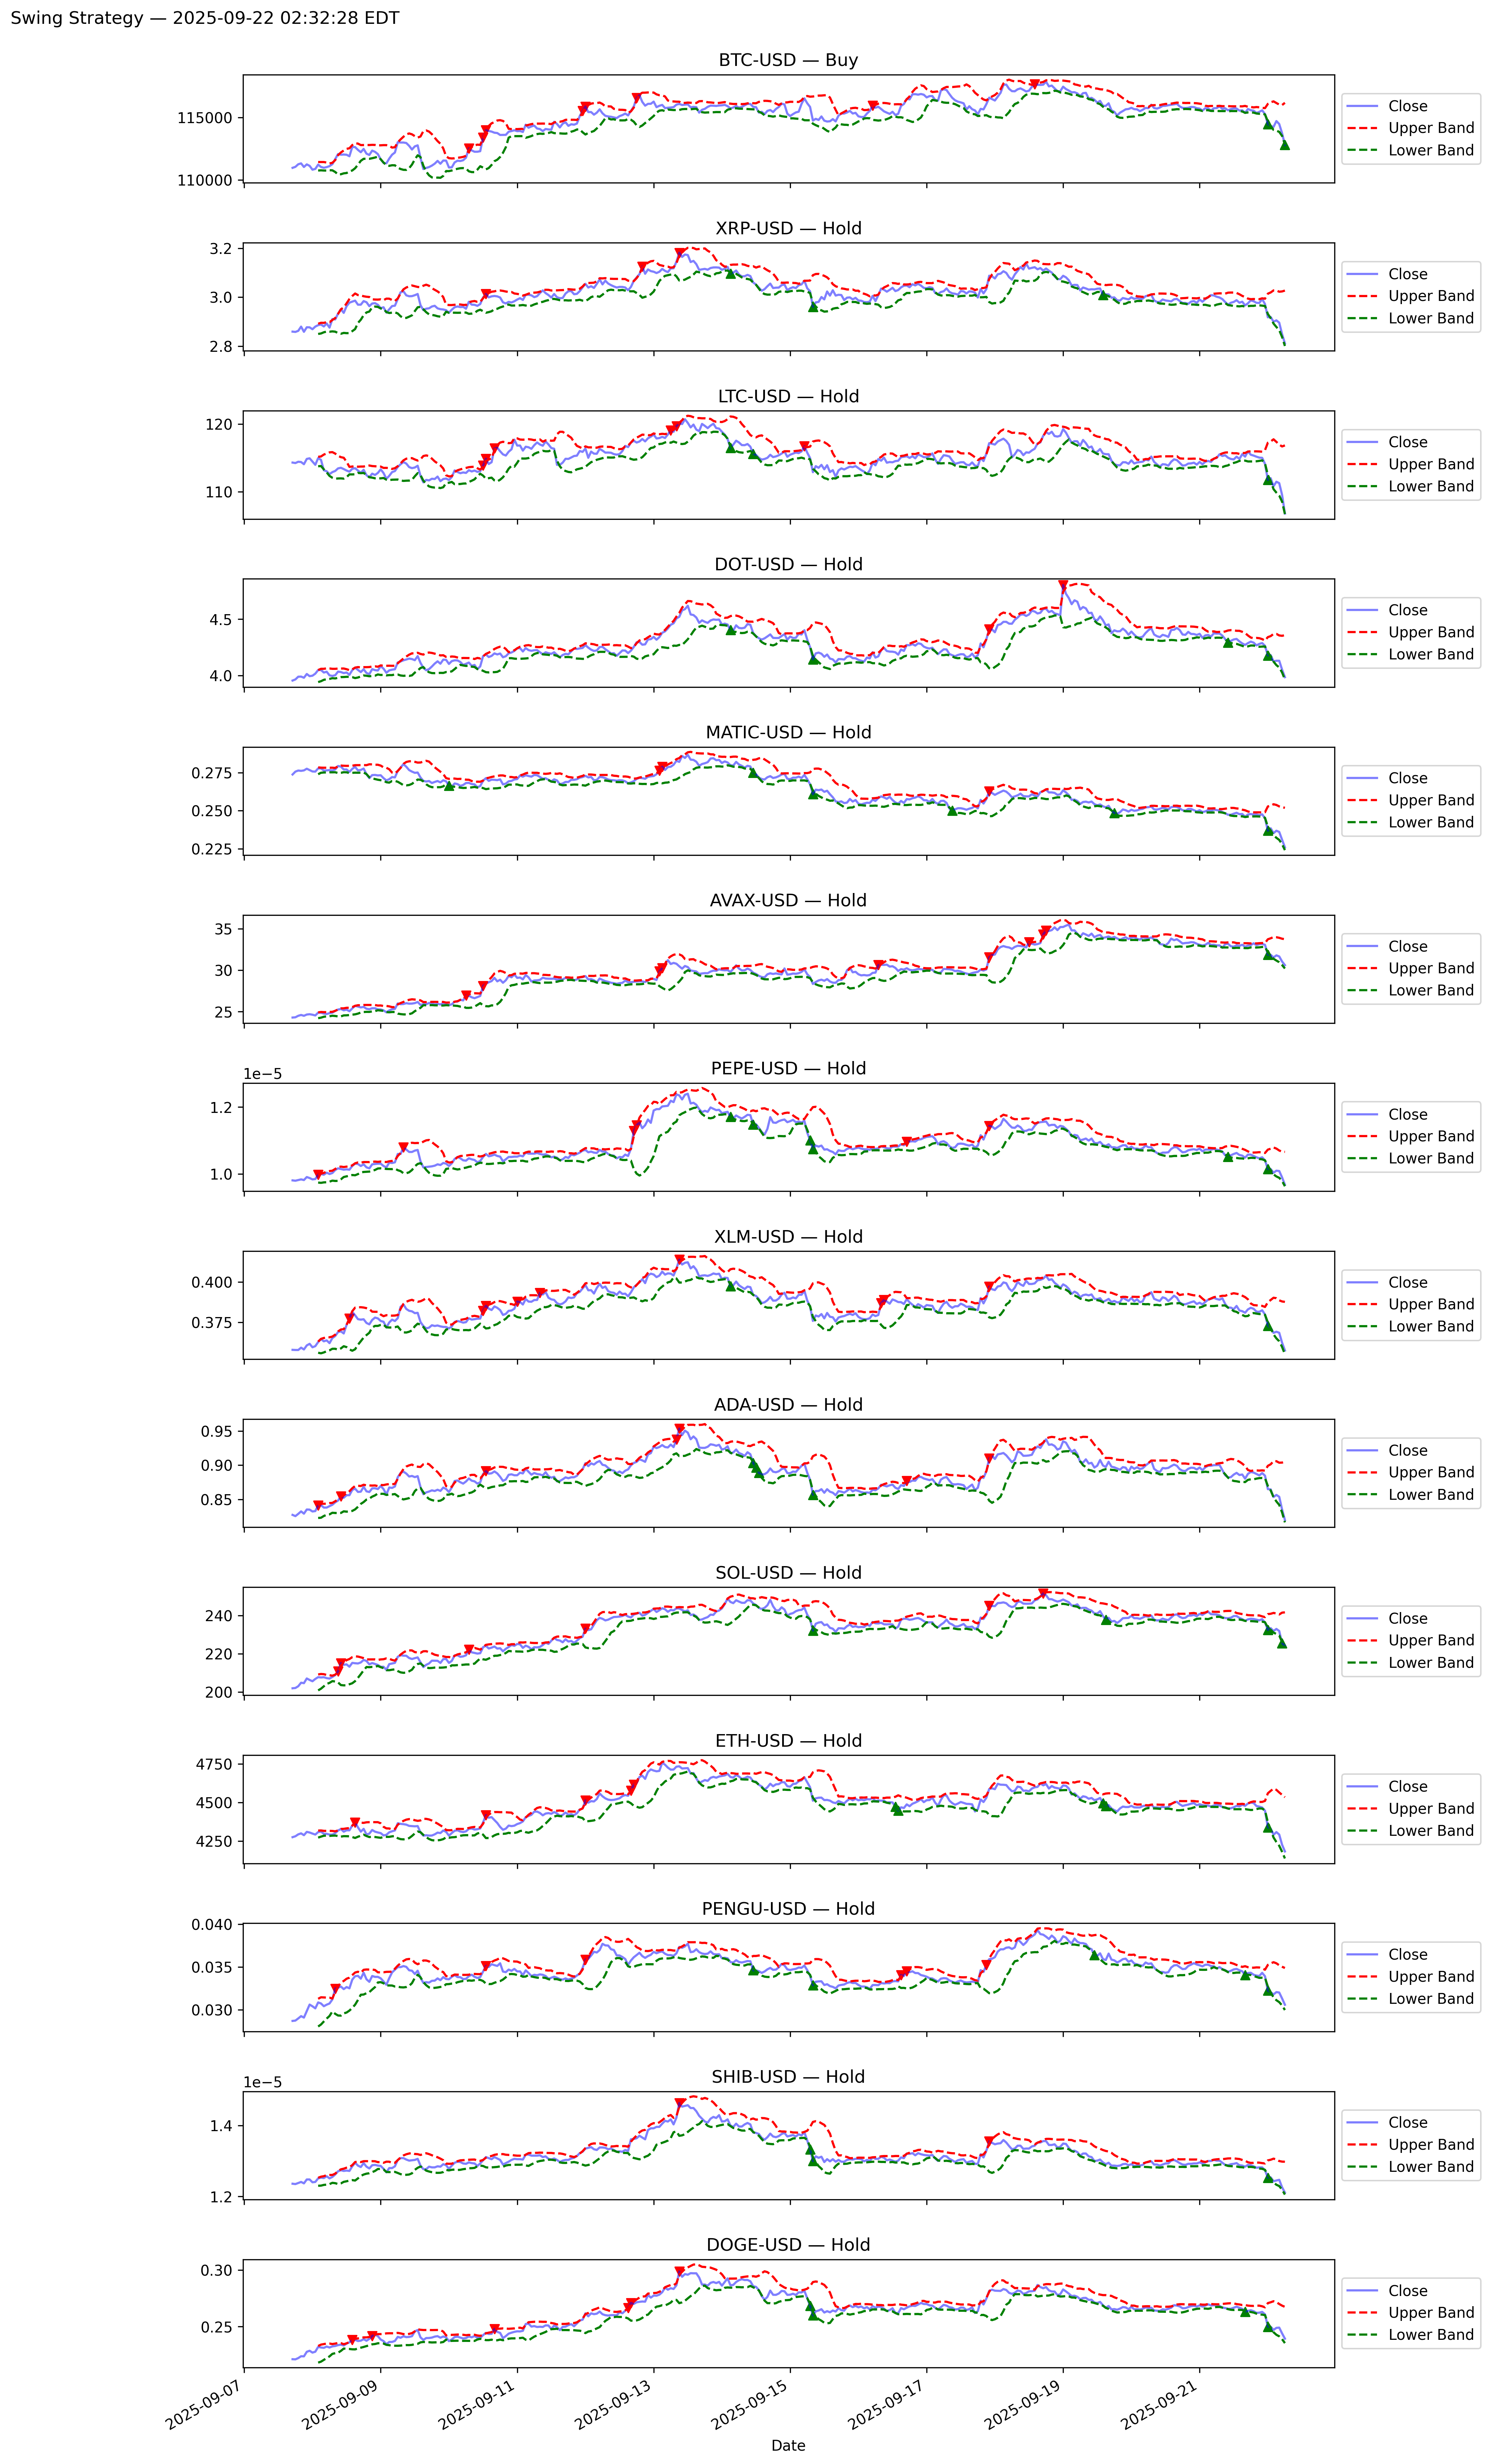 Swing Strategy — 2025-09-22 02:32:28 EDT
BTC-USD — Buy
115000
110000
Close
Upper Band
Lower Band
XRP-USD — Hold
3.2
3.0
2.8
Close
Upper Band
Lower Band
LTC-USD — Hold
120
110
Close
Upper Band
Lower Band
DOT-USD — Hold
4.5
4.0
Close
Upper Band
Lower Band
MATIC-USD — Hold
0.275
0.250
0.225
Close
Upper Band
Lower Band
AVAX-USD — Hold
35
30
25
Close
Upper Band
Lower Band
PEPE-USD — Hold
1e−5
1.2
1.0
Close
Upper Band
Lower Band
XLM-USD — Hold
0.400
0.375
Close
Upper Band
Lower Band
ADA-USD — Hold
0.95
0.90
0.85
Close
Upper Band
Lower Band
SOL-USD — Hold
240
220
200
Close
Upper Band
Lower Band
ETH-USD — Hold
4750
4500
4250
Close
Upper Band
Lower Band
PENGU-USD — Hold
0.040
0.035
0.030
Close
Upper Band
Lower Band
SHIB-USD — Hold
1e−5
1.4
1.2
Close
Upper Band
Lower Band
DOGE-USD — Hold
0.30
0.25
Close
Upper Band
Lower Band
2025-09-07
2025-09-09
2025-09-11
2025-09-13
2025-09-15
2025-09-17
2025-09-19
2025-09-21
Date